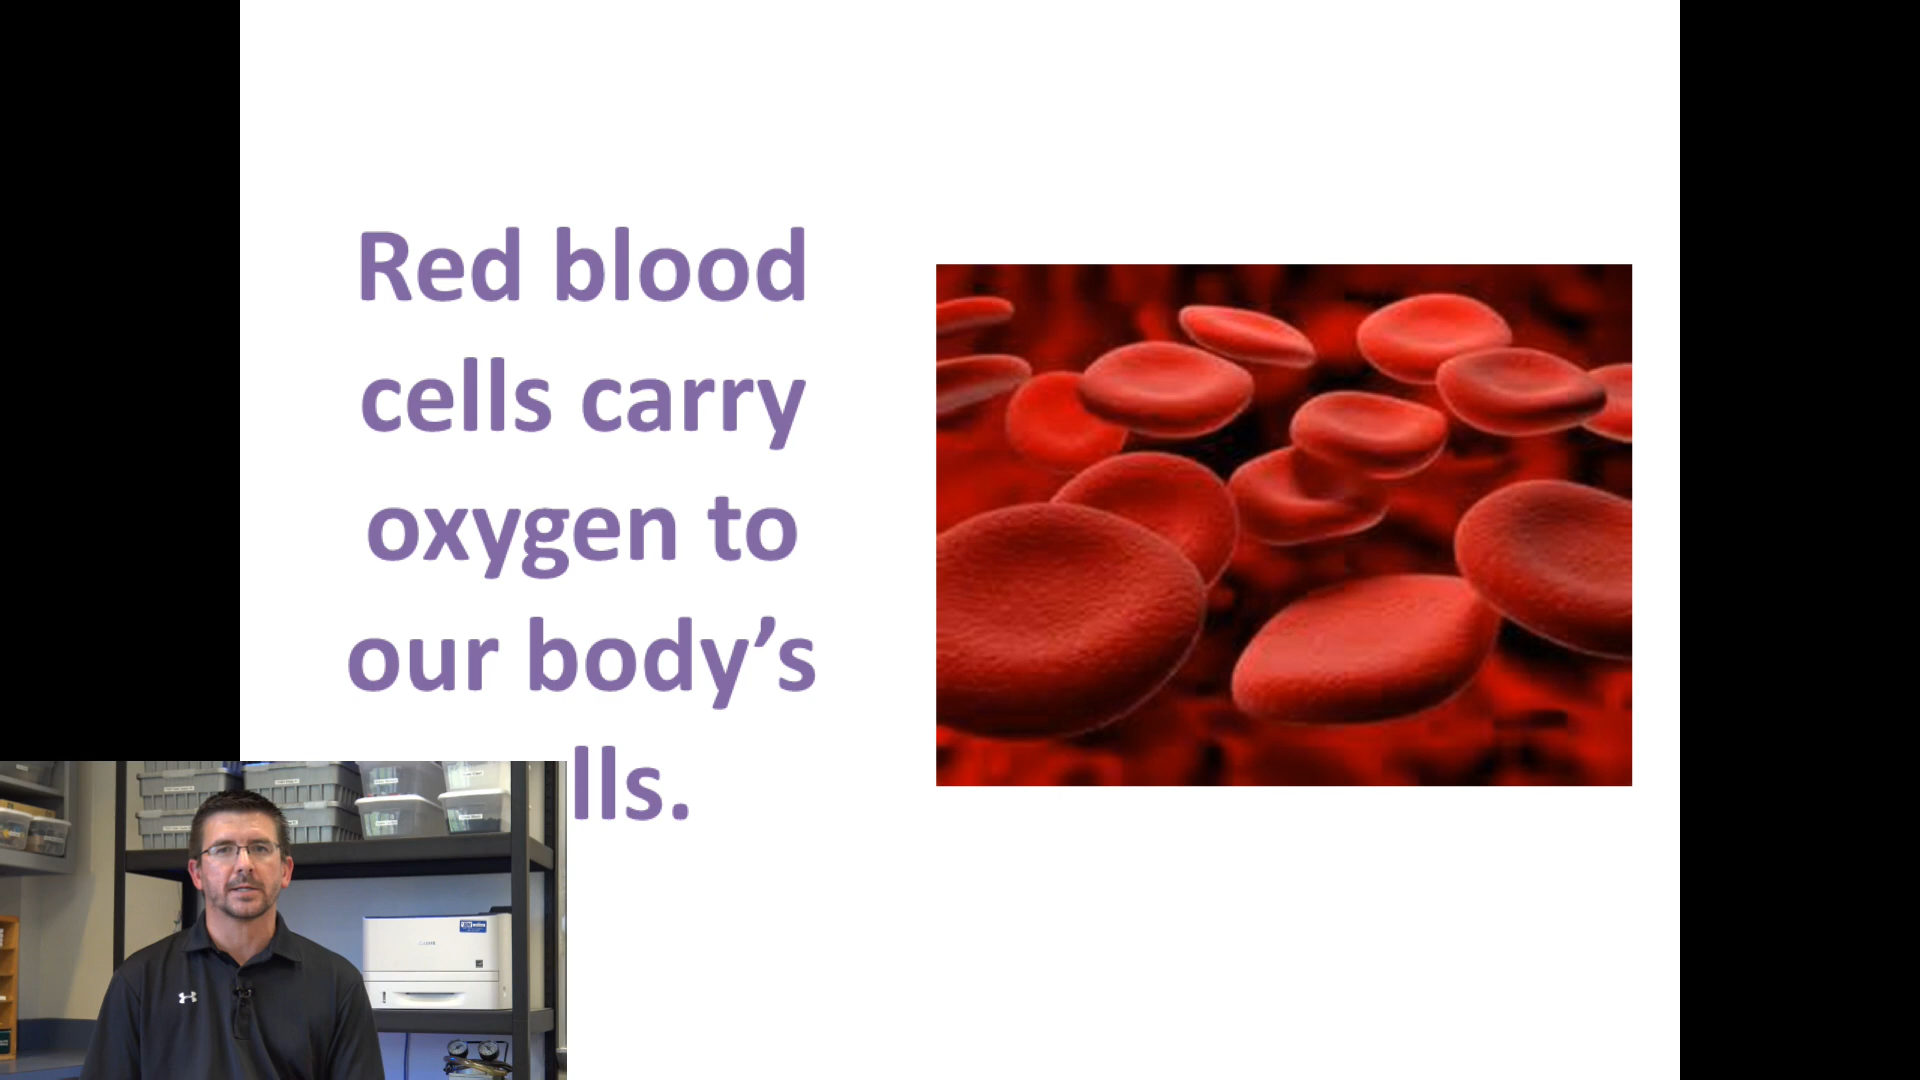 Red blood
cells carry
oxygen to
our body’s
lls.